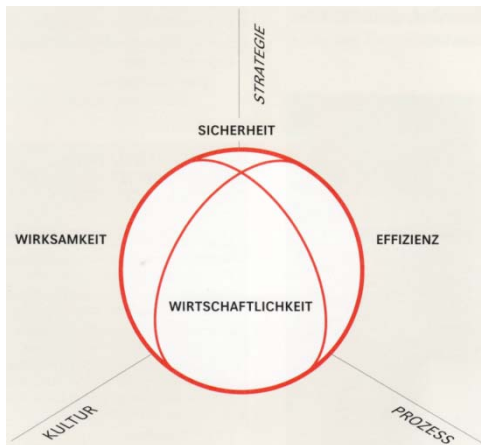 STRATEGIE
SICHERHEIT
WIRKSAMKEIT
EFFIZIENZ
WIRTSCHAFTLICHKEIT
KULTUR
PROZESS